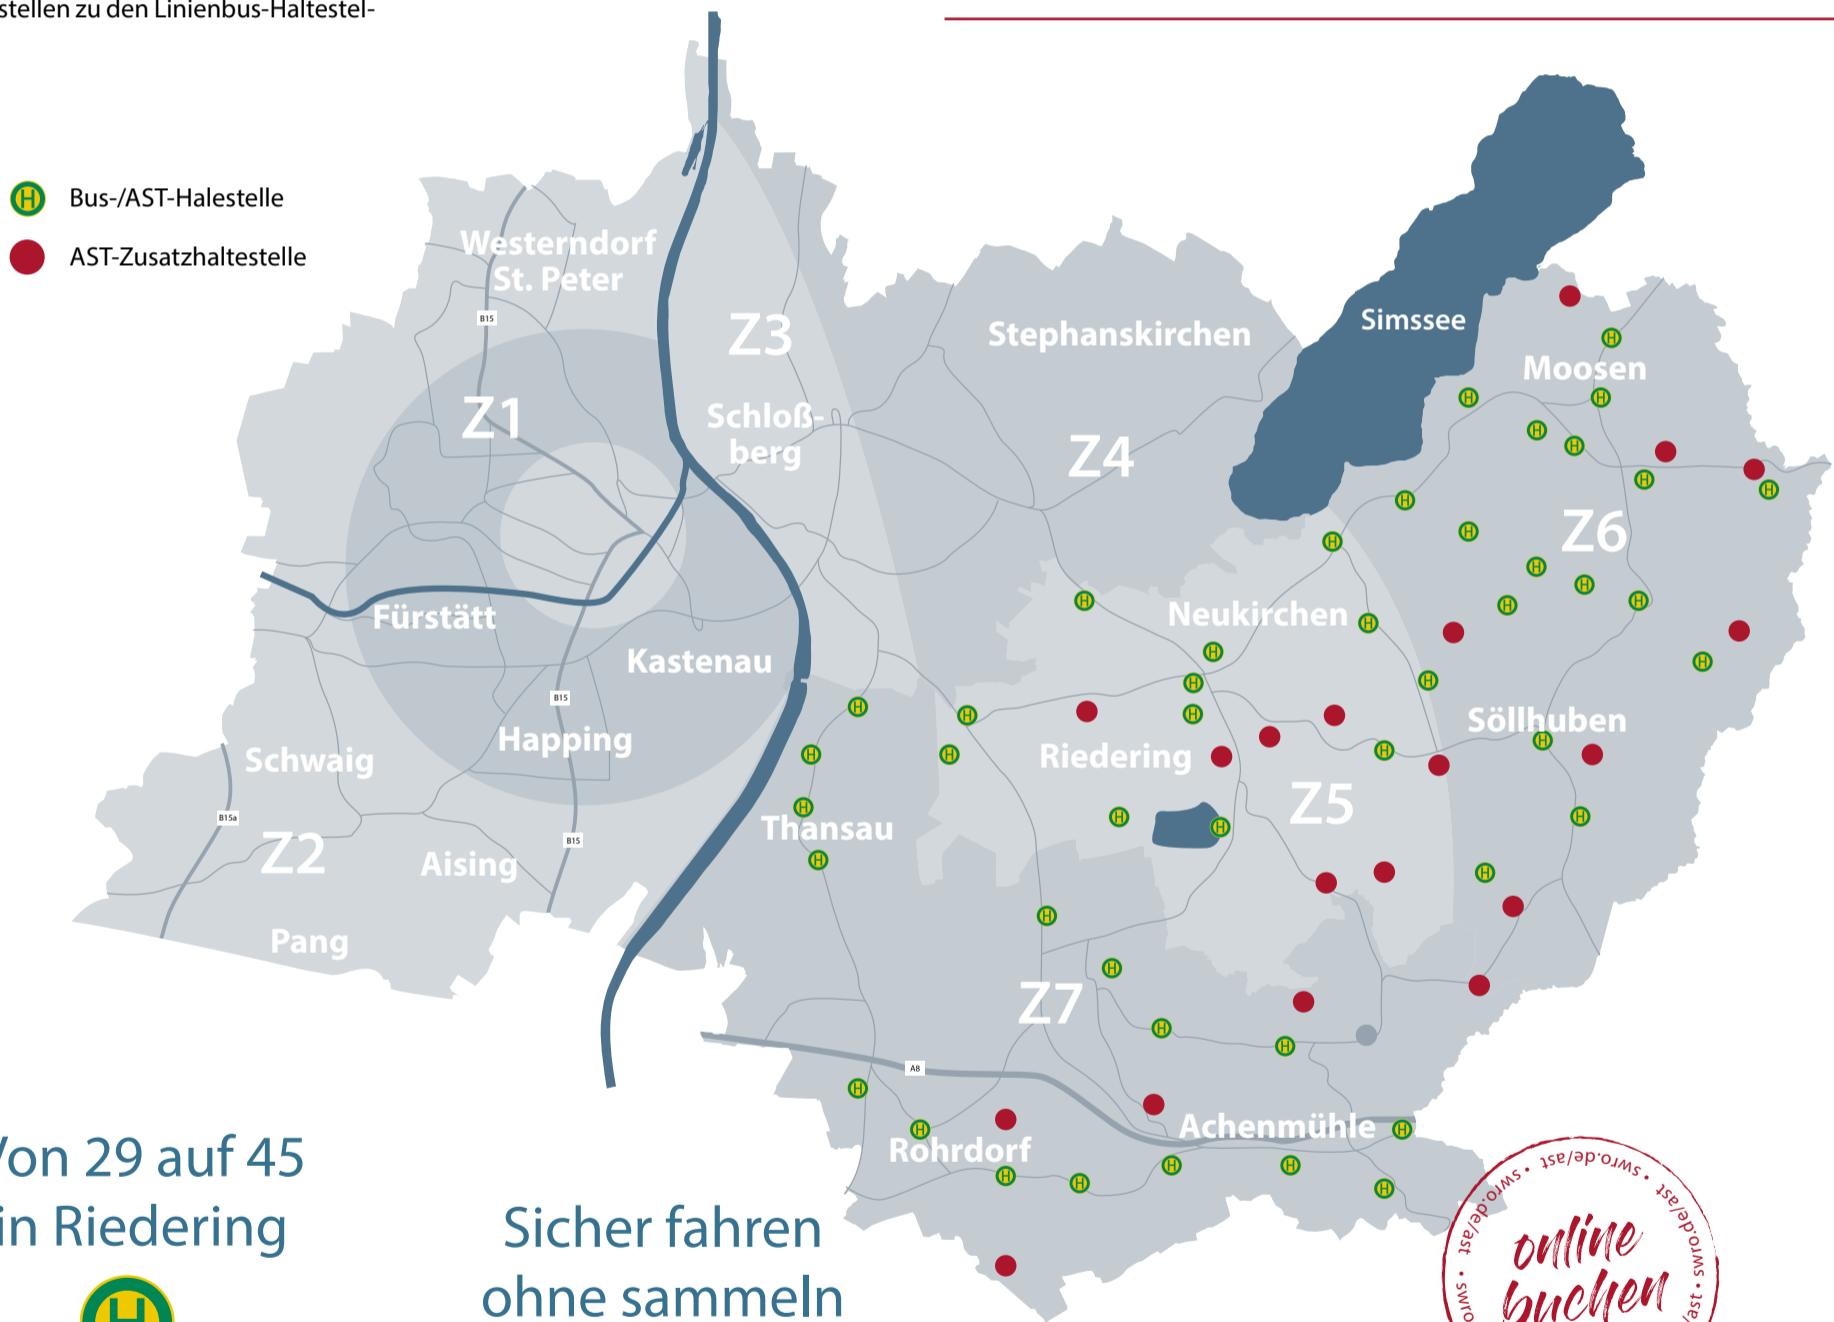 stellen zu den Linienbus-Haltestel-
Bus-/AST-Halestelle
AST-Zusatzhaltestelle
Westerndorf
St. Peter
B15
Z1
Z3
Schloß-
berg
Stephanskirchen
Z4
Simssee
Moosen
Z6
Fürstätt
Kastenau
Neukirchen
B15
Happing
Schwaig
Söllhuben
Riedering
Z5
B15a
Thansau
B15
Z2
Aising
Pang
Z7
A8
Achenmühle
Rohrdorf
Von 29 auf 45
in Riedering
H
Sicher fahren
ohne sammeln
swro.de/ast • swro.de/ast • swro.de/ast •
online
buchen